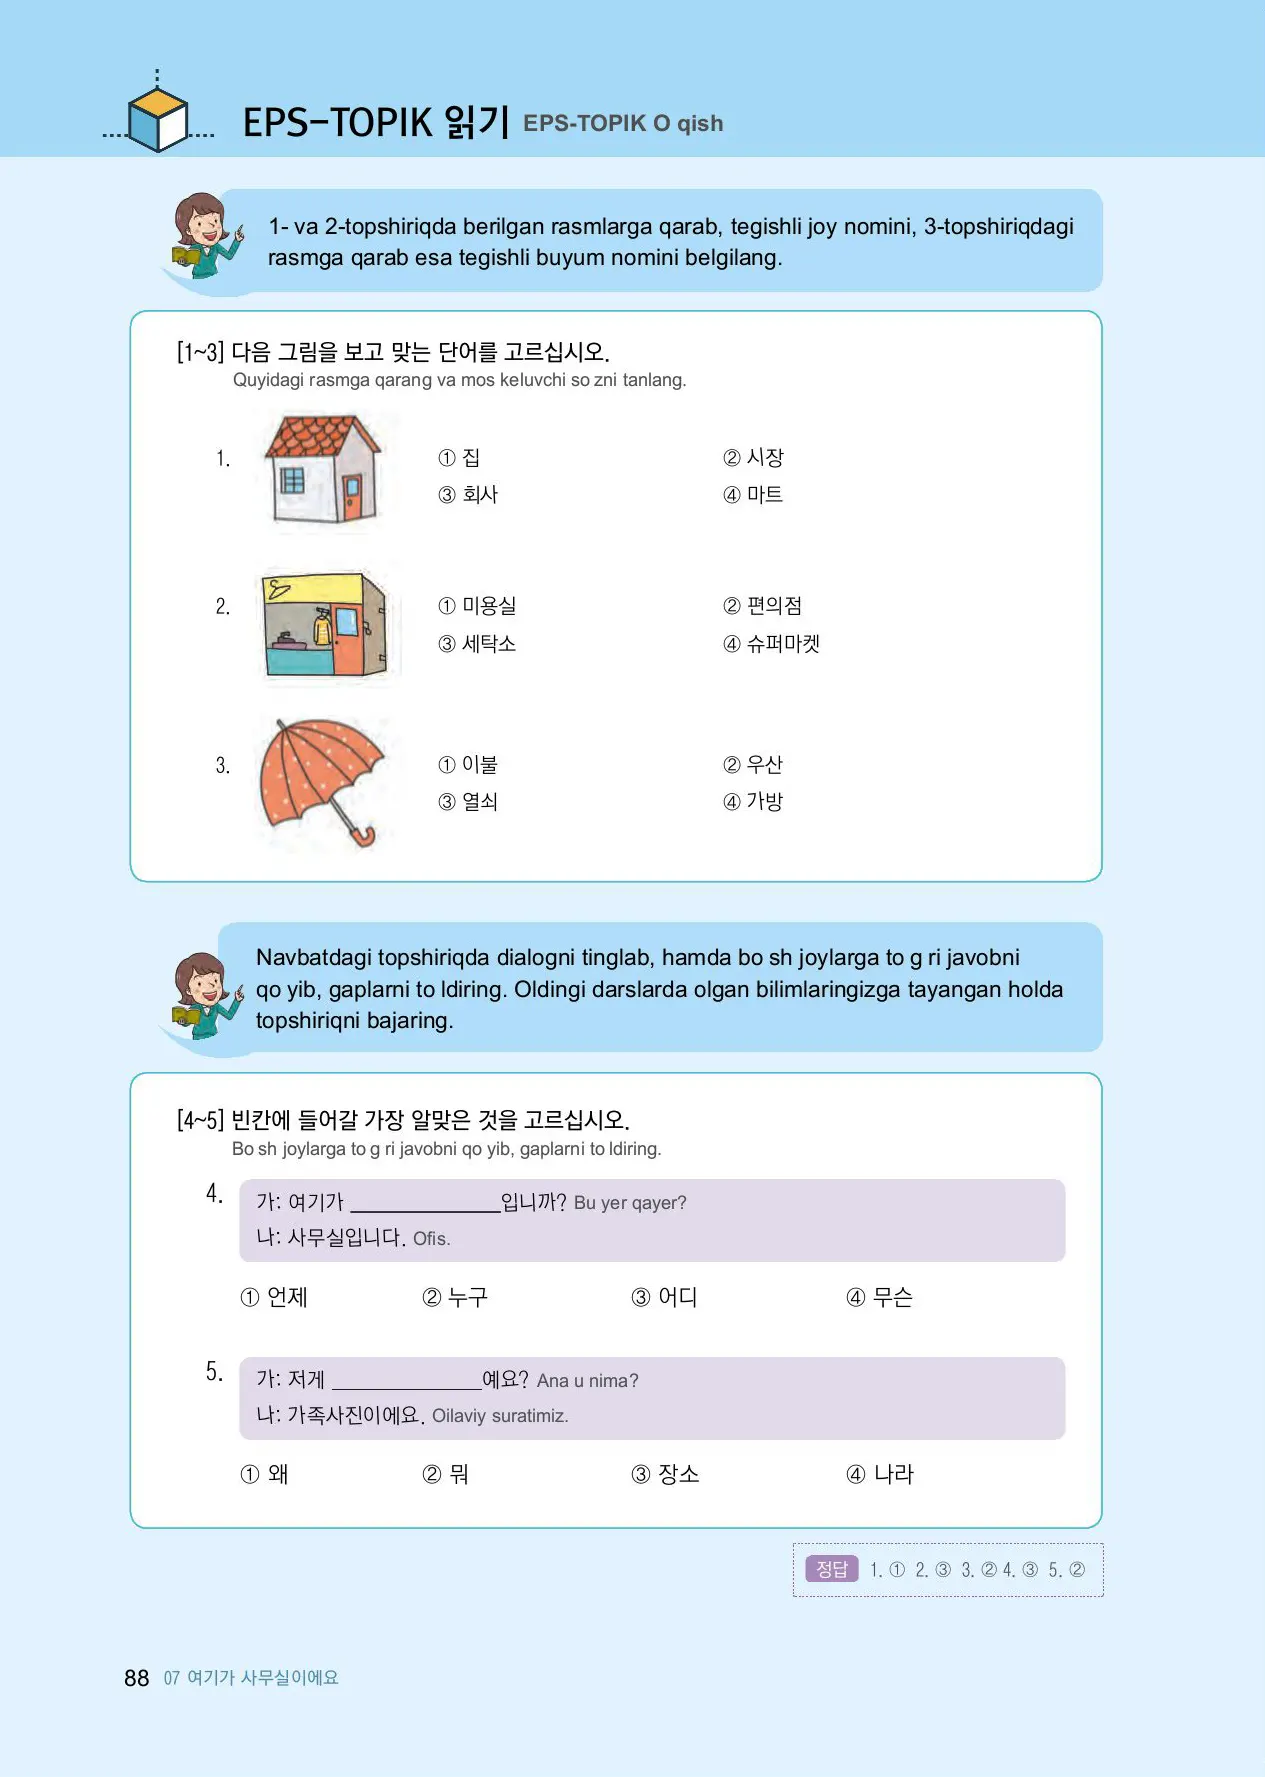 EPS-TOPIK 읽기 EPS-TOPIK O qish
1- va 2-topshiriqda berilgan rasmlarga qarab, tegishli joy nomini, 3-topshiriqdagi
rasmga qarab esa tegishli buyum nomini belgilang.
[1~3] 다음 그림을 보고 맞는 단어를 고르십시오.
Quyidagi rasmga qarang va mos keluvchi so zni tanlang.
1.
① 집 ② 시장
③ 회사 ④ 마트
2.
① 미용실 ② 편의점
③ 세탁소 ④ 슈퍼마켓
3.
① 이불 ② 우산
③ 열쇠 ④ 가방
Navbatdagi topshiriqda dialogni tinglab, hamda bo sh joylarga to g ri javobni
qo yib, gaplarni to ldiring. Oldingi darslarda olgan bilimlaringizga tayangan holda
topshiriqni bajaring.
[4~5] 빈칸에 들어갈 가장 알맞은 것을 고르십시오.
Bo sh joylarga to g ri javobni qo yib, gaplarni to ldiring.
4. 가: 여기가 ______________입니까? Bu yer qayer?
나: 사무실입니다. Ofis.
① 언제 ② 누구 ③ 어디 ④ 무슨
5. 가: 저게 ______________예요? Ana u nima?
나: 가족사진이에요. Oilaviy suratimiz.
① 왜 ② 뭐 ③ 장소 ④ 나라
정답 1. ① 2. ③ 3. ② 4. ③ 5. ②
88 07 여기가 사무실이에요